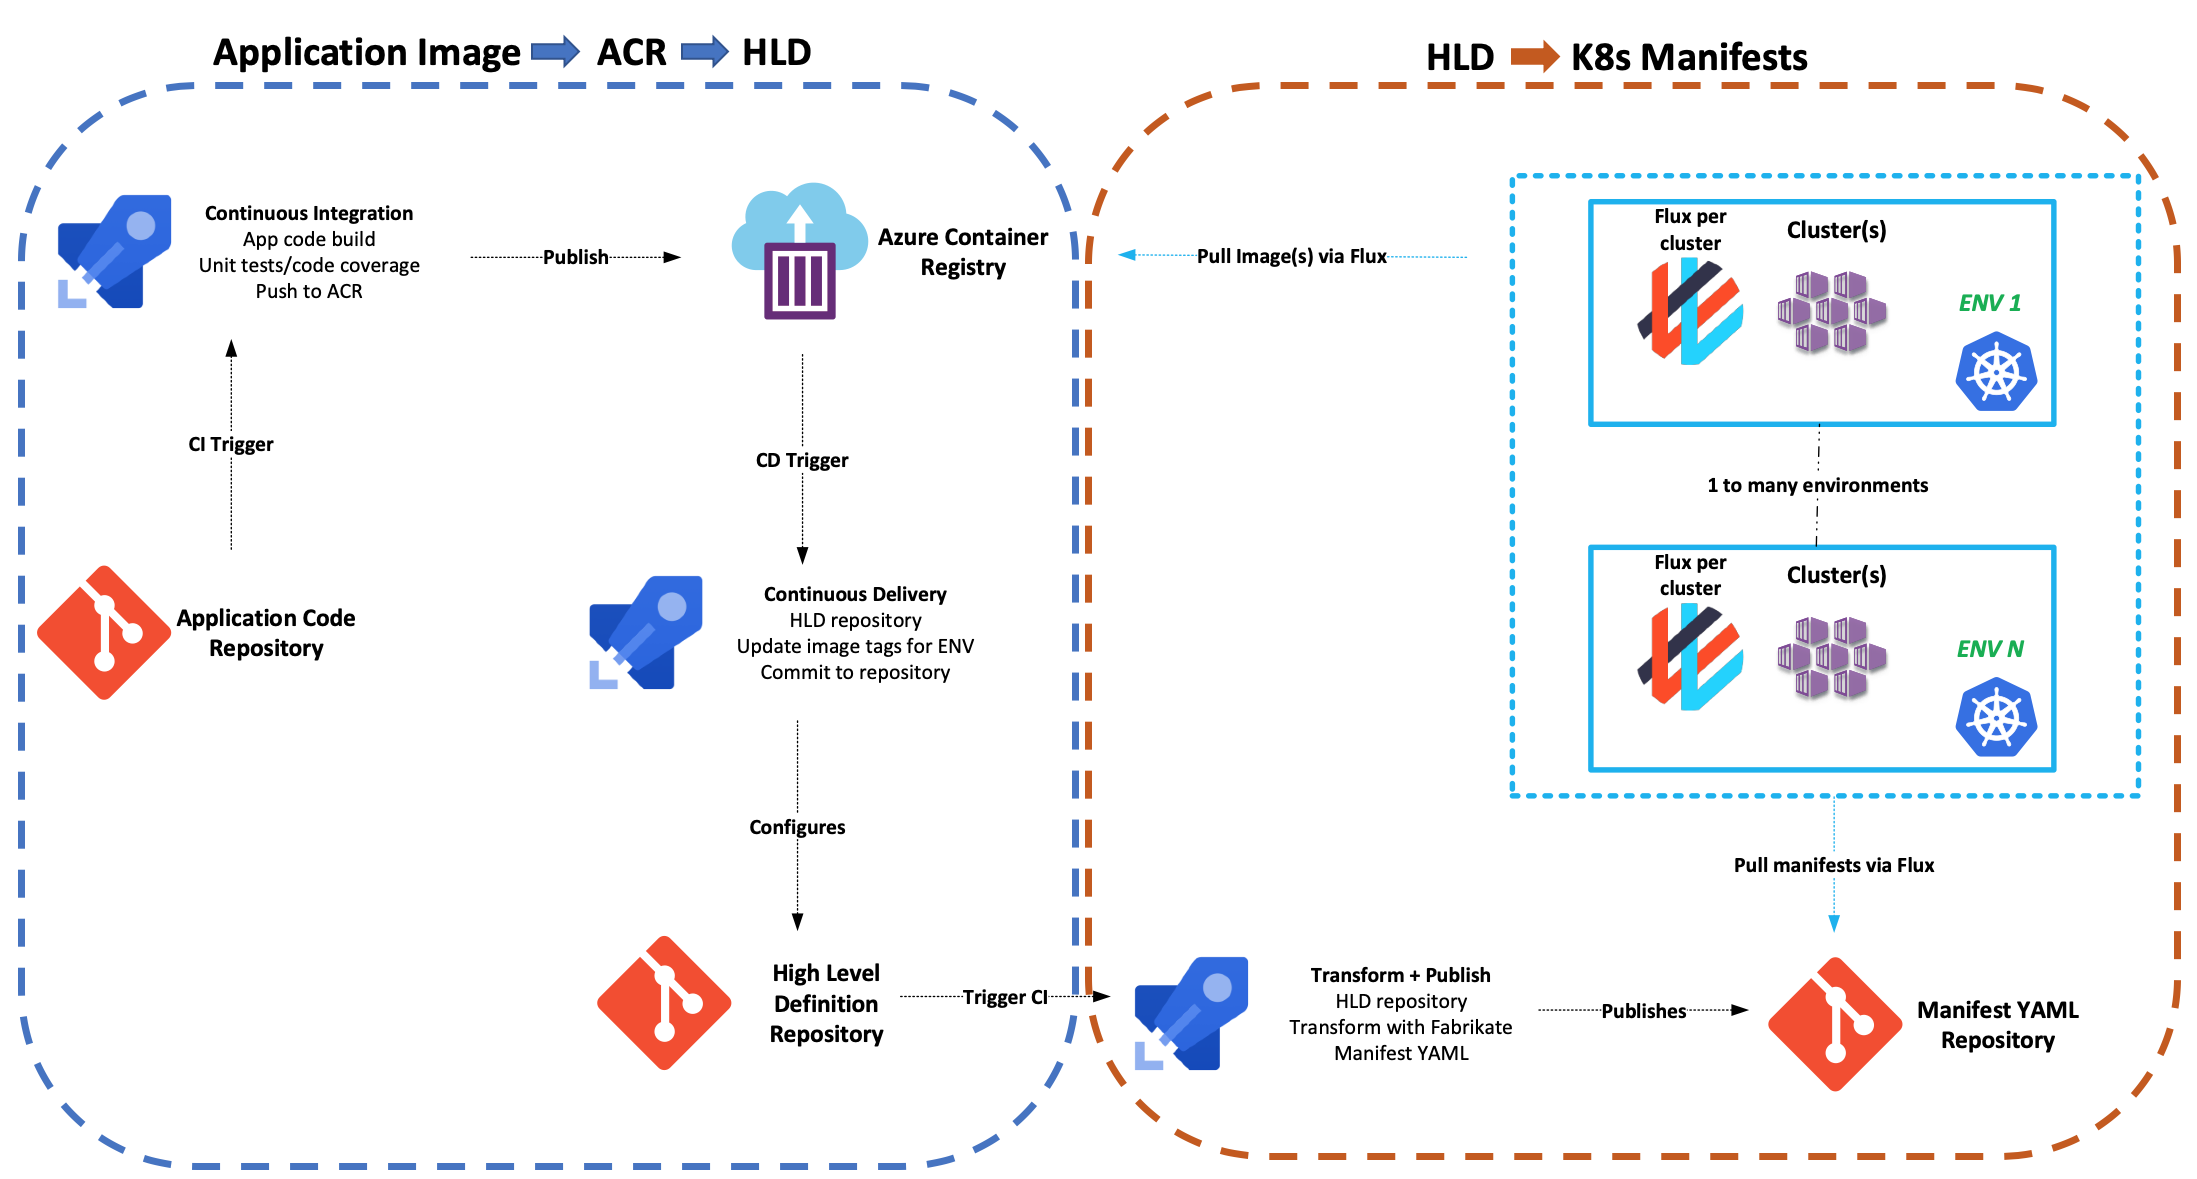 Application Image ACR HLD
HLD K8s Manifests
Continuous Integration
App code build
Unit tests/code coverage
Push to ACR
Publish
Azure Container
Registry
CI Trigger
Application Code
Repository
CD Trigger
Continuous Delivery
HLD repository
Update image tags for ENV
Commit to repository
Configures
High Level
Definition
Repository
Trigger CI
Pull Image(s) via Flux
Flux per
cluster
Cluster(s)
ENV 1
1 to many environments
Flux per
cluster
Cluster(s)
ENV N
Pull manifests via Flux
Transform + Publish
HLD repository
Transform with Fabrikate
Manifest YAML
Publishes
Manifest YAML
Repository